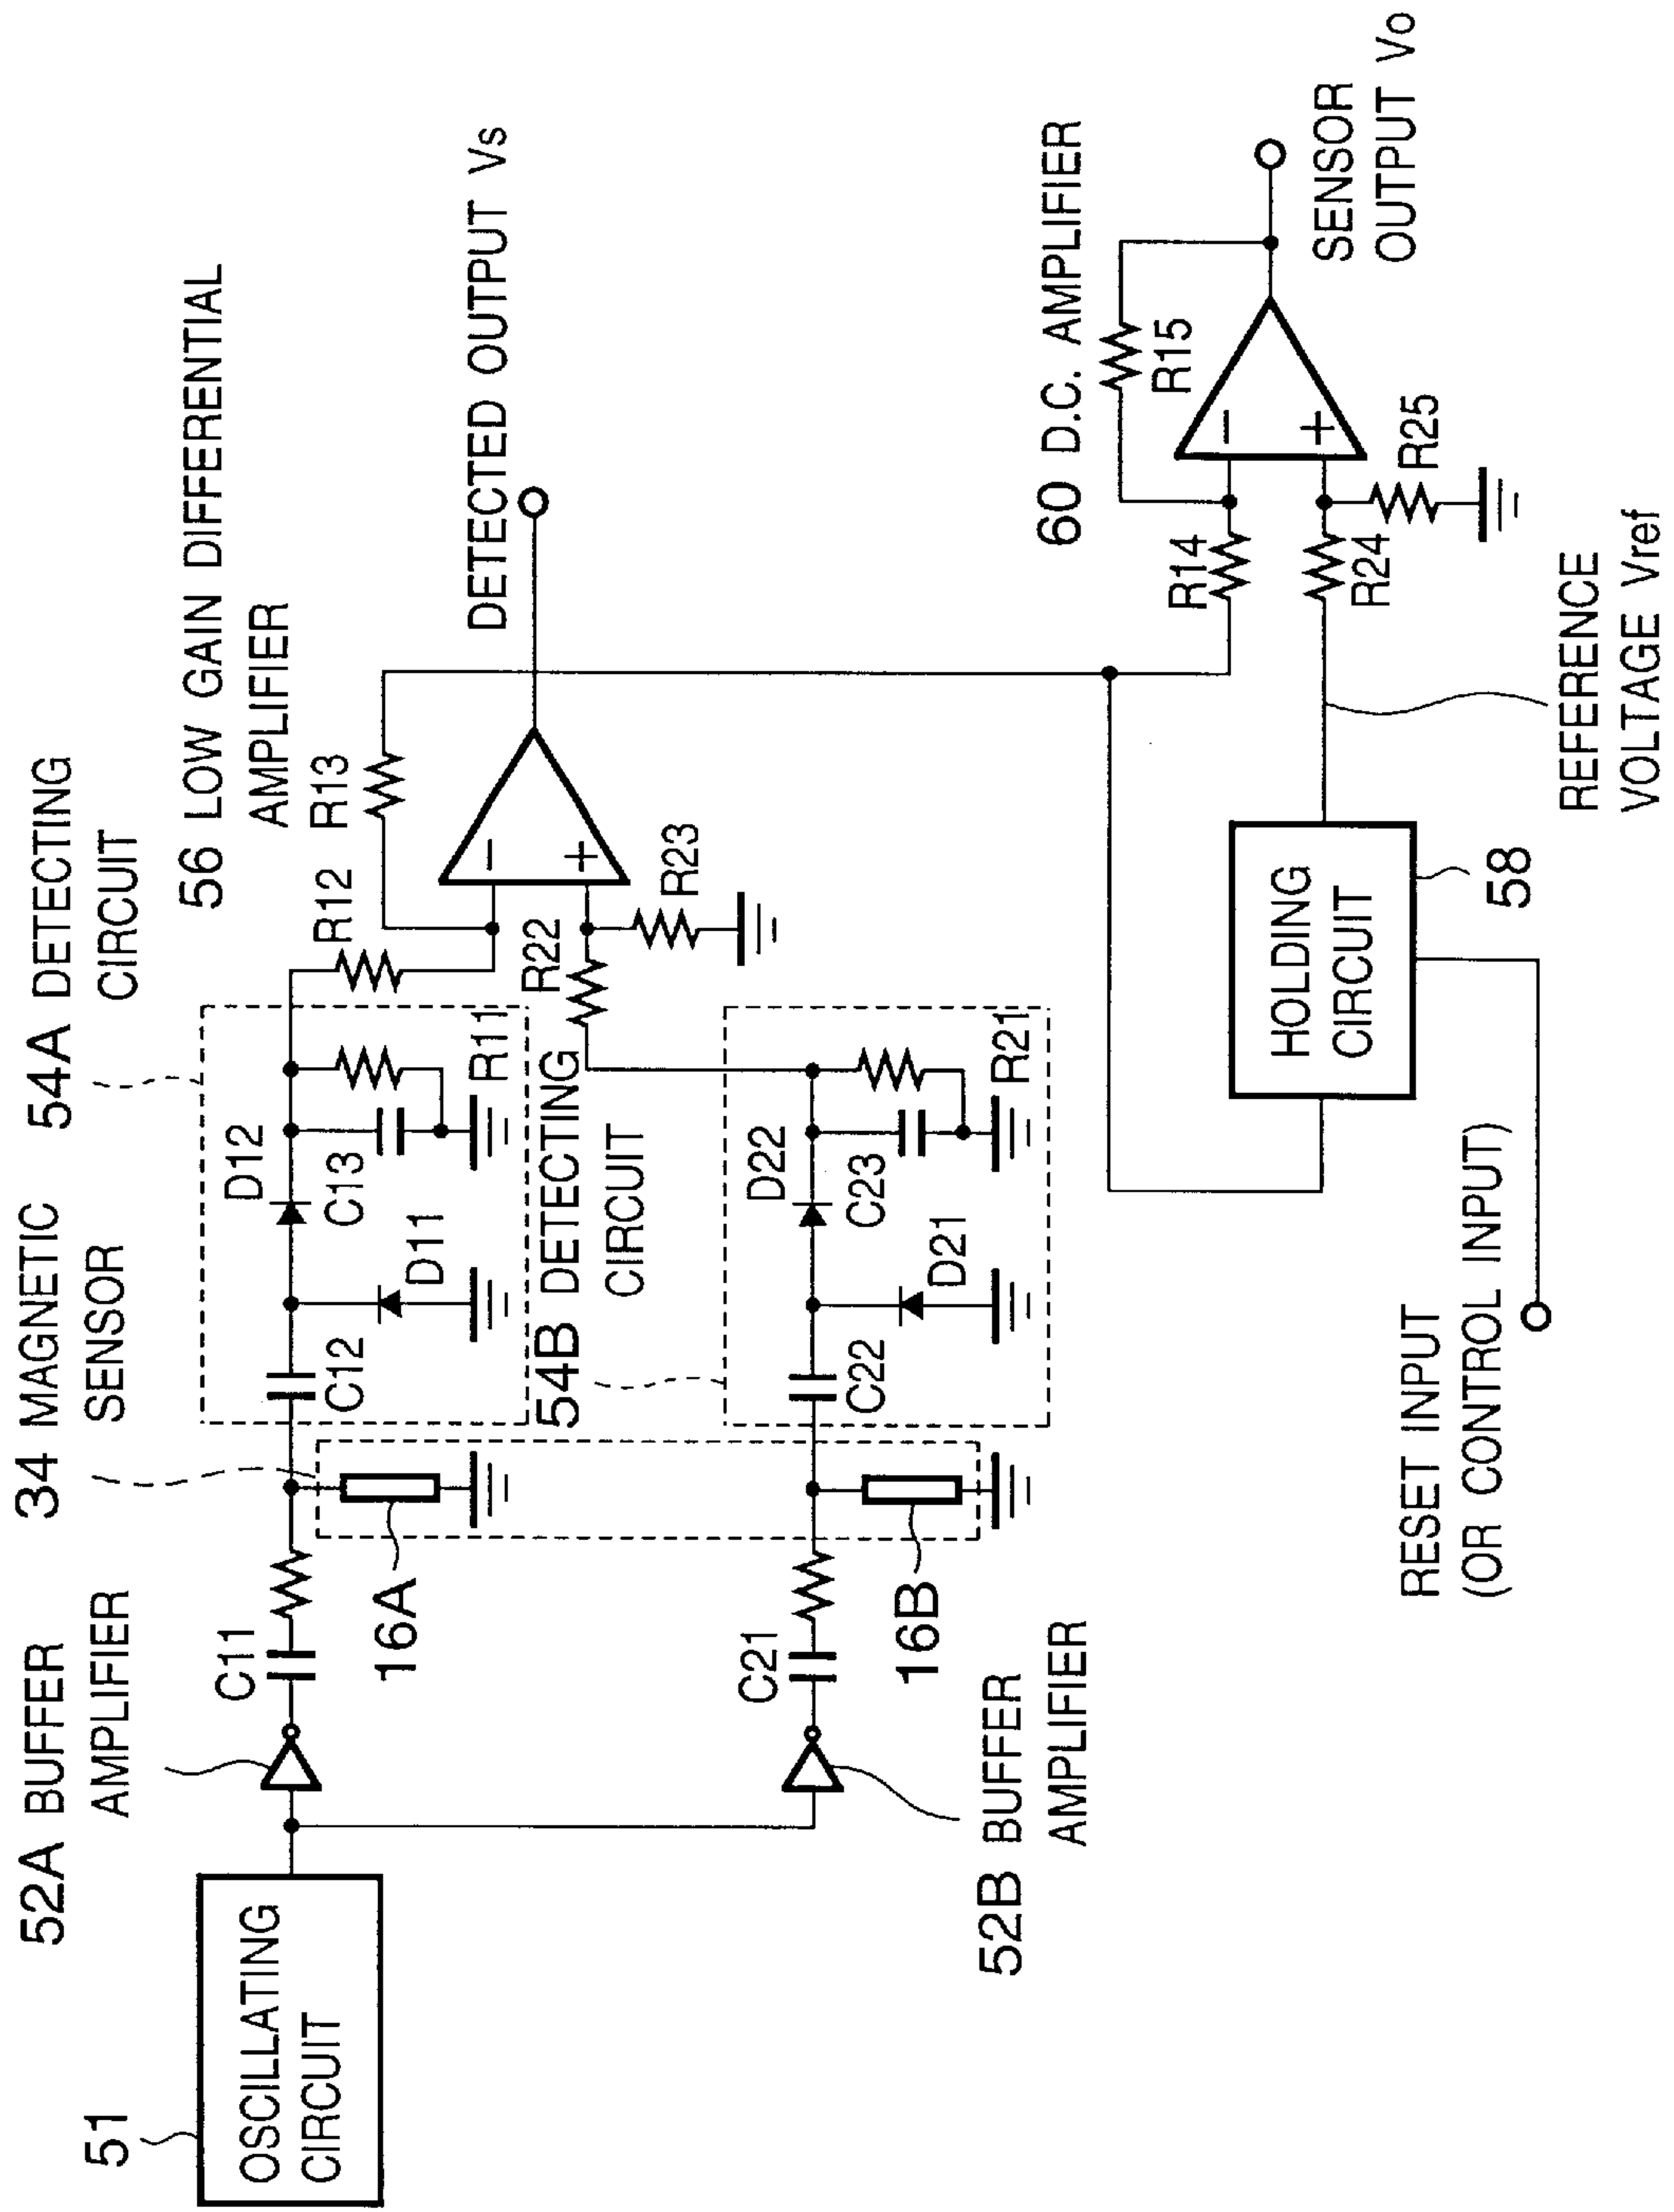 51
OSCILLATING
CIRCUIT
52A BUFFER
AMPLIFIER
52B BUFFER
AMPLIFIER
C11
C21
34 MAGNETIC
SENSOR
16A
16B
54A DETECTING
CIRCUIT
C12
D11
D12
C13
R11
54B DETECTING
CIRCUIT
C22
D21
D22
C23
R21
R12
R22
56 LOW GAIN DIFFERENTIAL
AMPLIFIER
R13
−
+
R23
DETECTED OUTPUT Vs
RESET INPUT
(OR CONTROL INPUT)
HOLDING
CIRCUIT
58
REFERENCE
VOLTAGE Vref
60 D.C. AMPLIFIER
R14
R24
R15
−
+
R25
SENSOR
OUTPUT Vo